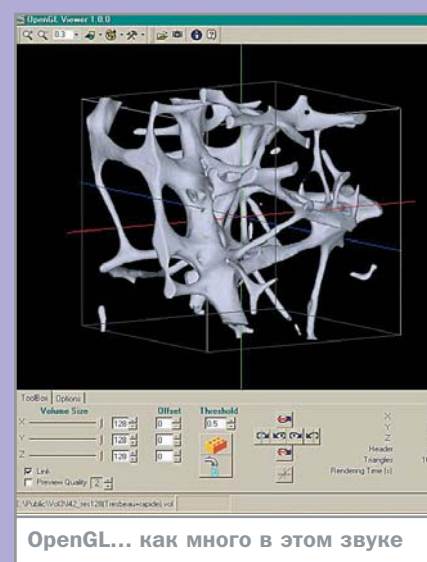 OpenGL Viewer 1.0.0
0.3
ToolBox Options
Volume Size Offset Threshold
X 128 0 0.5 X
Y 128 0 Y
Z 128 0 Z
Link Header
Preview Quality 2 Triangles
Rendering Time (s)
OpenGL... как много в этом звуке